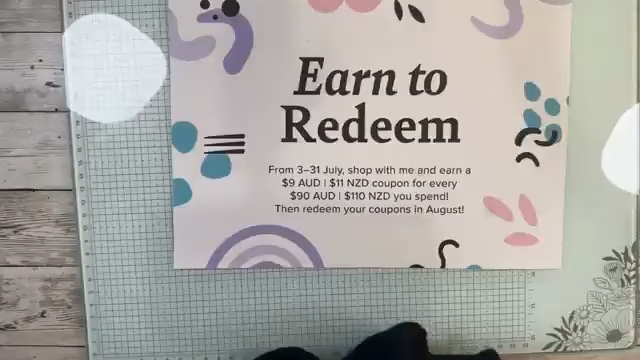 Earn to
Redeem
From 3–31 July, shop with me and earn a
$9 AUD | $11 NZD coupon for every
$90 AUD | $110 NZD you spend!
Then redeem your coupons in August!